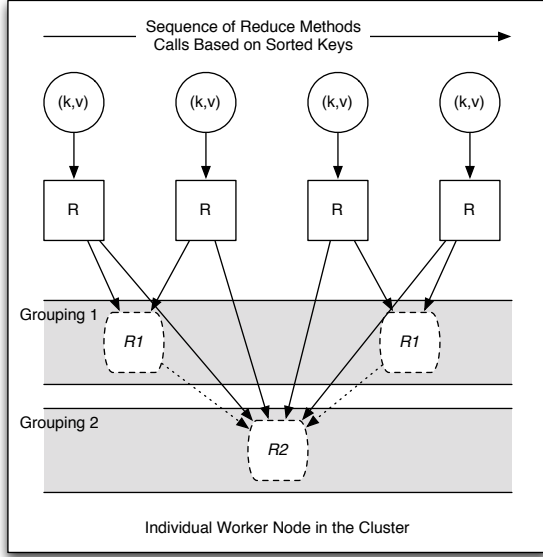 Sequence of Reduce Methods
Calls Based on Sorted Keys
(k,v) (k,v) (k,v) (k,v)
R R R R
Grouping 1
R1 R1
Grouping 2
R2
Individual Worker Node in the Cluster